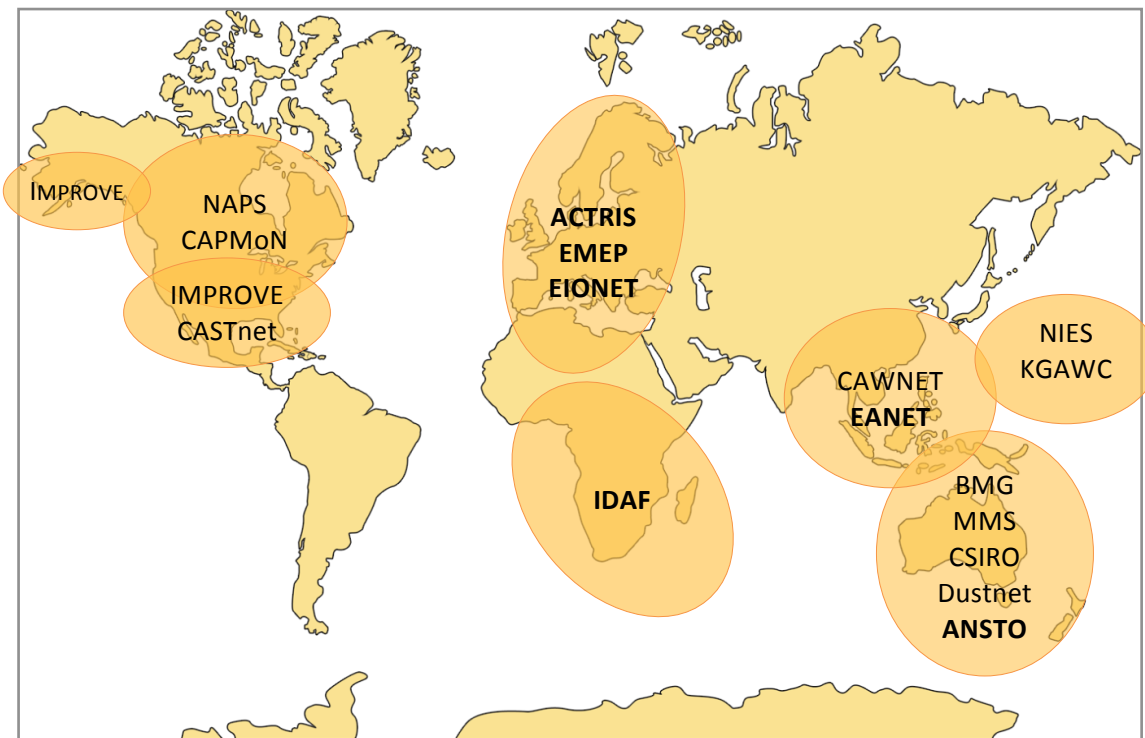 IMPROVE
NAPS
CAPMoN
IMPROVE
CASTnet
ACTRIS
EMEP
EIONET
IDAF
CAWNET
EANET
NIES
KGAWC
BMG
MMS
CSIRO
Dustnet
ANSTO